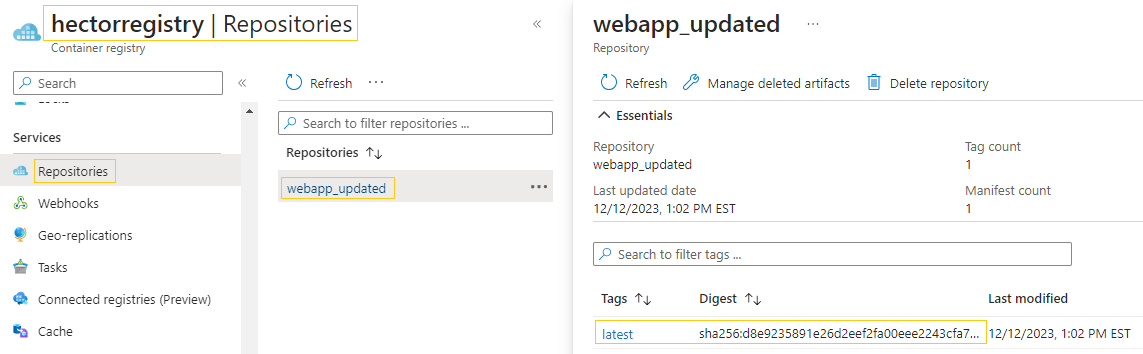 hectorregistry | Repositories
Container registry
Search
Services
Repositories
Webhooks
Geo-replications
Tasks
Connected registries (Preview)
Cache
Refresh
Search to filter repositories ...
Repositories
webapp_updated
webapp_updated
Repository
Refresh Manage deleted artifacts Delete repository
Essentials
Repository Tag count
webapp_updated 1
Last updated date Manifest count
12/12/2023, 1:02 PM EST 1
Search to filter tags ...
Tags Digest Last modified
latest sha256:d8e9235891e26d2eef2fa00eee2243cfa7... 12/12/2023, 1:02 PM EST